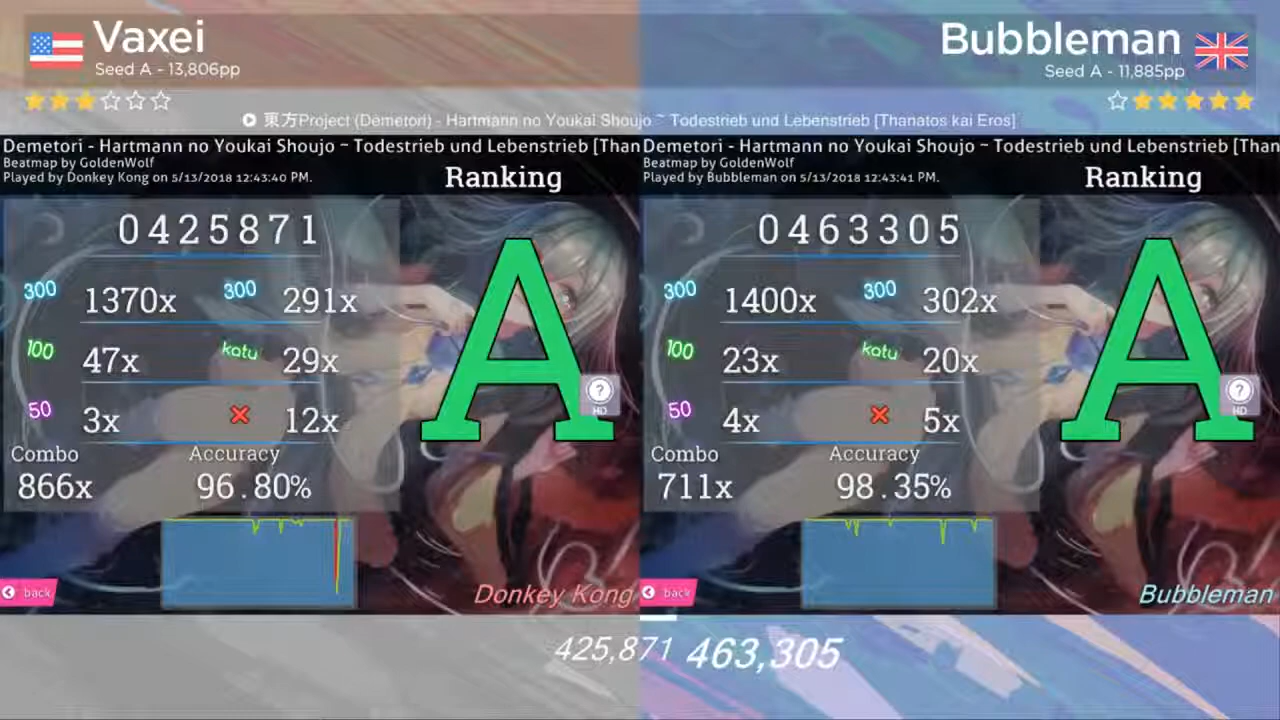 Vaxei
Seed A - 13,806pp
Bubbleman
Seed A - 11,885pp
東方Project (Demetori) - Hartmann no Youkai Shoujo ~ Todestrieb und Lebenstrieb [Thanatos kai Eros]
Demetori - Hartmann no Youkai Shoujo ~ Todestrieb und Lebenstrieb [Than
Beatmap by GoldenWolf
Played by Donkey Kong on 5/13/2018 12:43:40 PM.
Ranking
0425871
300 1370x 300 291x
100 47x katu 29x
50 3x 12x
Combo Accuracy
866x 96.80%
A
?
HD
back
Donkey Kong
Demetori - Hartmann no Youkai Shoujo ~ Todestrieb und Lebenstrieb [Than
Beatmap by GoldenWolf
Played by Bubbleman on 5/13/2018 12:43:41 PM.
Ranking
0463305
300 1400x 300 302x
100 23x katu 20x
50 4x 5x
Combo Accuracy
711x 98.35%
A
?
HD
back
Bubbleman
425,871 463,305